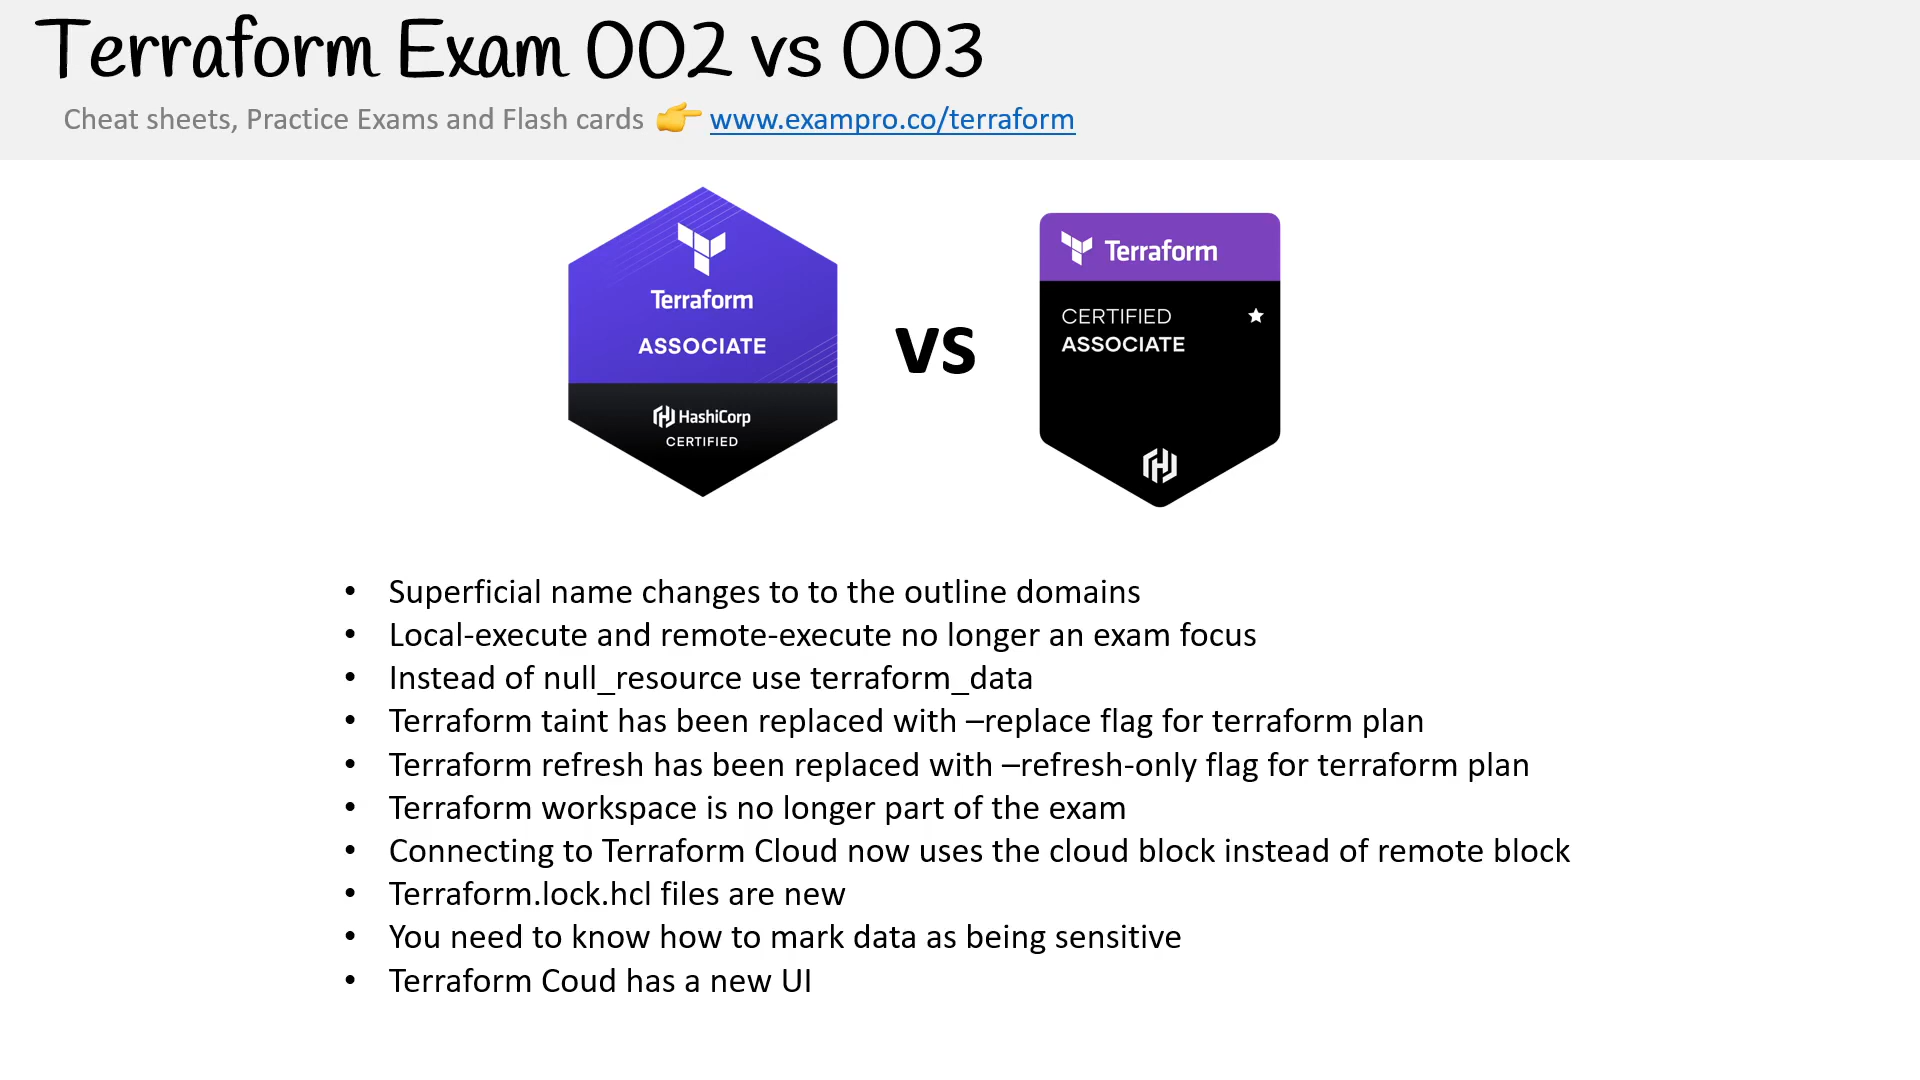 Terraform Exam 002 vs 003
Cheat sheets, Practice Exams and Flash cards 👉 www.exampro.co/terraform
Terraform
ASSOCIATE
HashiCorp
CERTIFIED
vs
Terraform
CERTIFIED
ASSOCIATE
• Superficial name changes to to the outline domains
• Local-execute and remote-execute no longer an exam focus
• Instead of null_resource use terraform_data
• Terraform taint has been replaced with –replace flag for terraform plan
• Terraform refresh has been replaced with –refresh-only flag for terraform plan
• Terraform workspace is no longer part of the exam
• Connecting to Terraform Cloud now uses the cloud block instead of remote block
• Terraform.lock.hcl files are new
• You need to know how to mark data as being sensitive
• Terraform Coud has a new UI